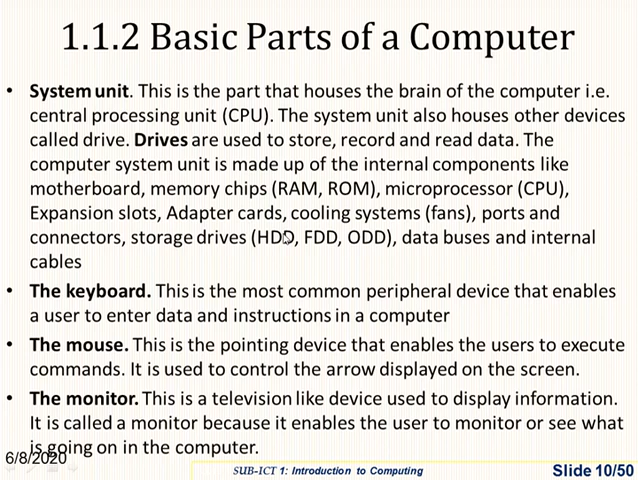 1.1.2 Basic Parts of a Computer
• System unit. This is the part that houses the brain of the computer i.e.
central processing unit (CPU). The system unit also houses other devices
called drive. Drives are used to store, record and read data. The
computer system unit is made up of the internal components like
motherboard, memory chips (RAM, ROM), microprocessor (CPU),
Expansion slots, Adapter cards, cooling systems (fans), ports and
connectors, storage drives (HDD, FDD, ODD), data buses and internal
cables
• The keyboard. This is the most common peripheral device that enables
a user to enter data and instructions in a computer
• The mouse. This is the pointing device that enables the users to execute
commands. It is used to control the arrow displayed on the screen.
• The monitor. This is a television like device used to display information.
It is called a monitor because it enables the user to monitor or see what
is going on in the computer.
6/8/2020
SUB-ICT 1: Introduction to Computing
Slide 10/50